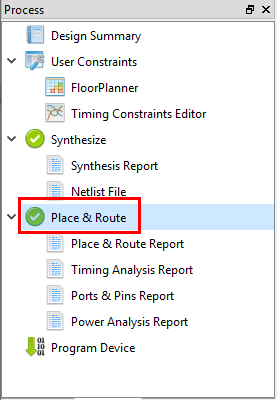 Process
Design Summary
User Constraints
FloorPlanner
Timing Constraints Editor
Synthesize
Synthesis Report
Netlist File
Place & Route
Place & Route Report
Timing Analysis Report
Ports & Pins Report
Power Analysis Report
Program Device